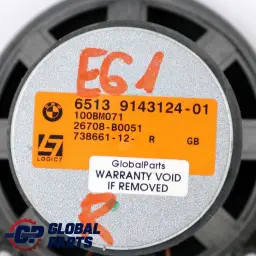 E61
6513 9143124-01
100BM071
26708-B0051
738661-12- R GB
LOGIC7
GlobalParts
WARRANTY VOID
IF REMOVED
R
GLOBAL
PARTS